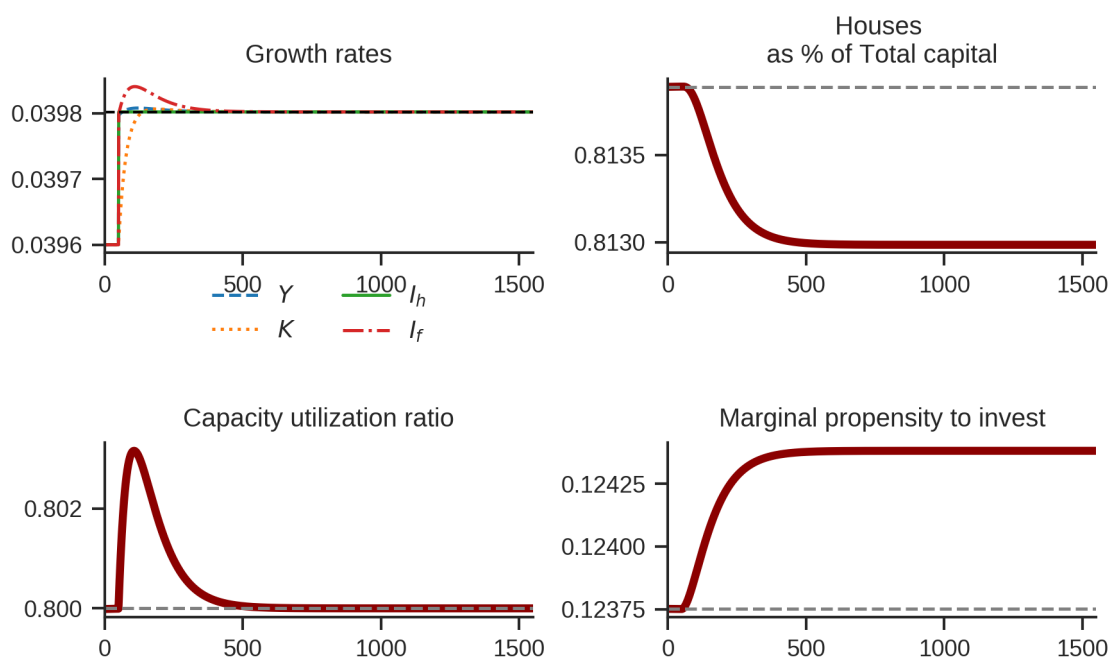 Growth rates
0.0398
0.0397
0.0396
0 500 1000 1500
Y I_h
K I_f
Houses
as % of Total capital
0.8135
0.8130
0 500 1000 1500
Capacity utilization ratio
0.802
0.800
0 500 1000 1500
Marginal propensity to invest
0.12425
0.12400
0.12375
0 500 1000 1500